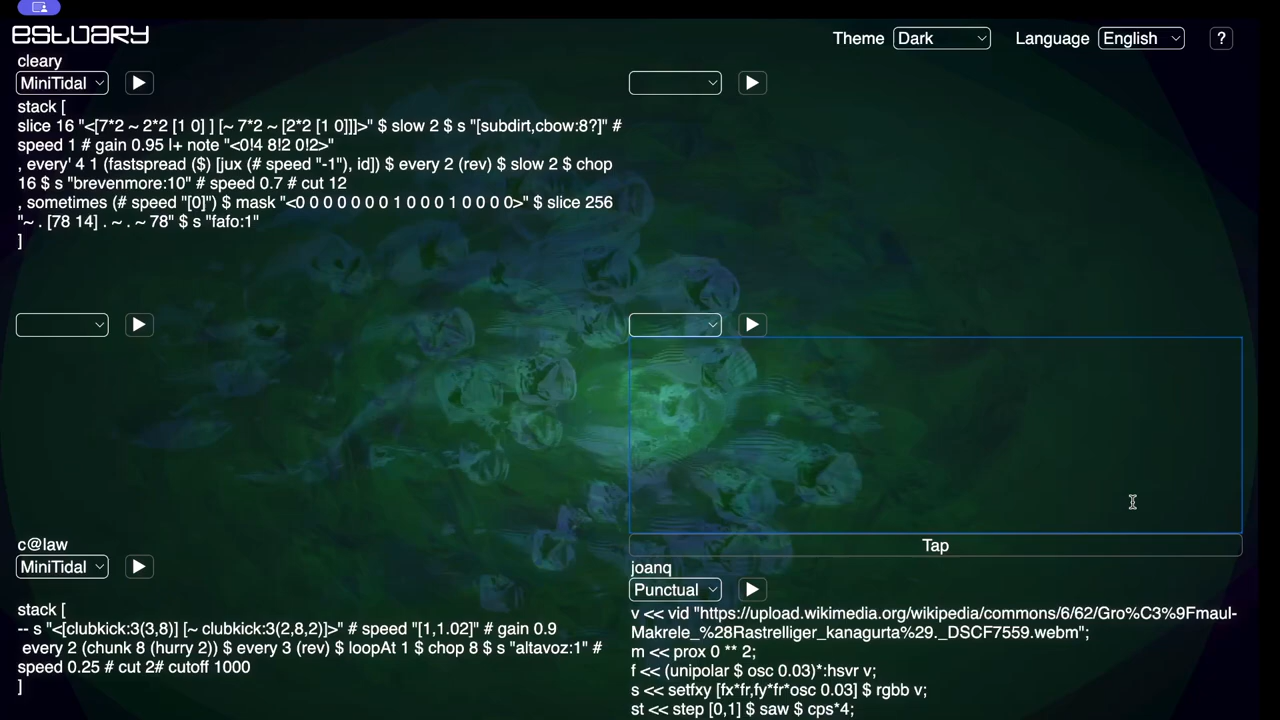 estuary
Theme Dark Language English ?
cleary
MiniTidal
stack [
slice 16 "<[7*2 ~ 2*2 [1 0] ] [~ 7*2 ~ [2*2 [1 0]]]>" $ slow 2 $ s "[subdirt,cbow:8?]" #
speed 1 # gain 0.95 |+ note "<0!4 8!2 0!2>"
, every' 4 1 (fastspread ($) [jux (# speed "-1"), id]) $ every 2 (rev) $ slow 2 $ chop
16 $ s "brevenmore:10" # speed 0.7 # cut 12
, sometimes (# speed "[0]") $ mask "<0 0 0 0 0 0 0 1 0 0 0 1 0 0 0 0>" $ slice 256
"~ . [78 14] . ~ . ~ 78" $ s "fafo:1"
]
c@law
MiniTidal
stack [
-- s "<[clubkick:3(3,8)] [~ clubkick:3(2,8,2)]>" # speed "[1,1.02]" # gain 0.9
every 2 (chunk 8 (hurry 2)) $ every 3 (rev) $ loopAt 1 $ chop 8 $ s "altavoz:1" #
speed 0.25 # cut 2# cutoff 1000
]
Tap
joanq
Punctual
v << vid "https://upload.wikimedia.org/wikipedia/commons/6/62/Gro%C3%9Fmaul-
Makrele_%28Rastrelliger_kanagurta%29._DSCF7559.webm";
m << prox 0 ** 2;
f << (unipolar $ osc 0.03)*:hsvr v;
s << setfxy [fx*fr,fy*fr*osc 0.03] $ rgbb v;
st << step [0,1] $ saw $ cps*4;